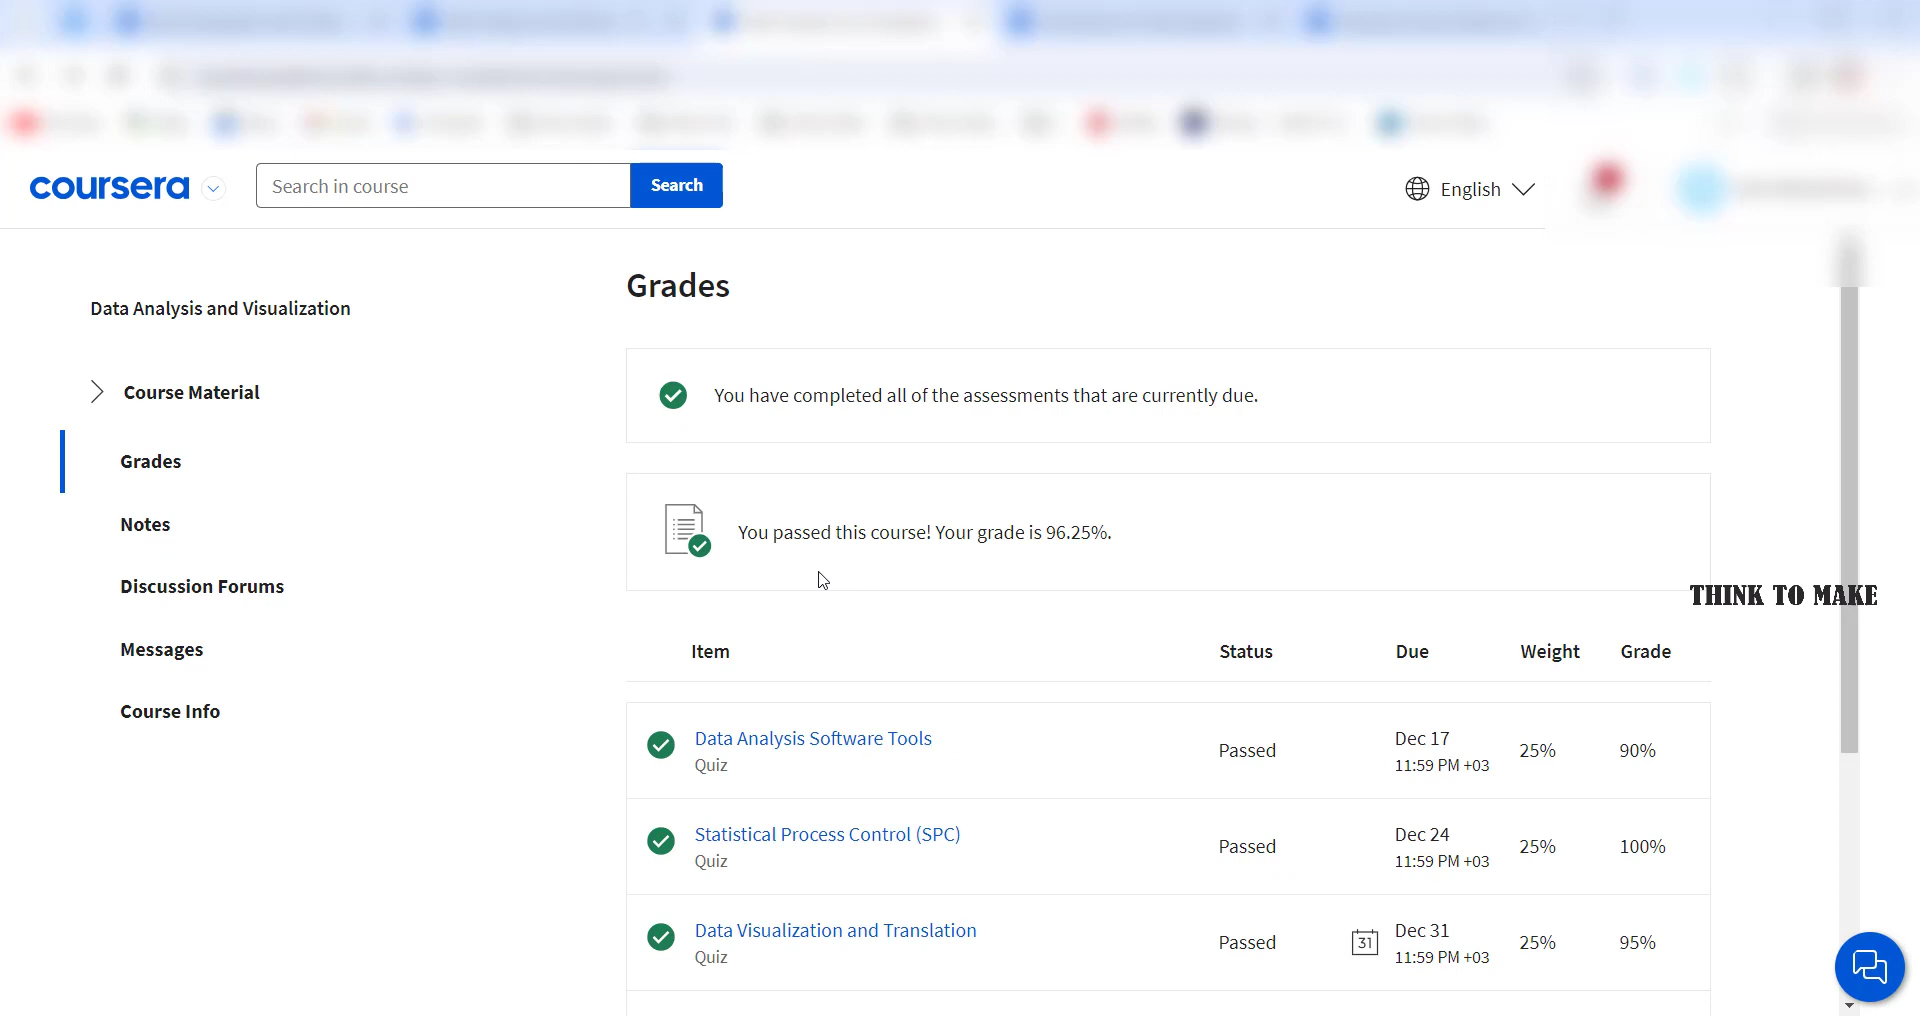 coursera
Search in course
Search
English
Data Analysis and Visualization
Course Material
Grades
Notes
Discussion Forums
Messages
Course Info
Grades
You have completed all of the assessments that are currently due.
You passed this course! Your grade is 96.25%.
THINK TO MAKE
Item Status Due Weight Grade
Data Analysis Software Tools
Quiz
Passed
Dec 17
11:59 PM +03
25%
90%
Statistical Process Control (SPC)
Quiz
Passed
Dec 24
11:59 PM +03
25%
100%
Data Visualization and Translation
Quiz
Passed
31
Dec 31
11:59 PM +03
25%
95%